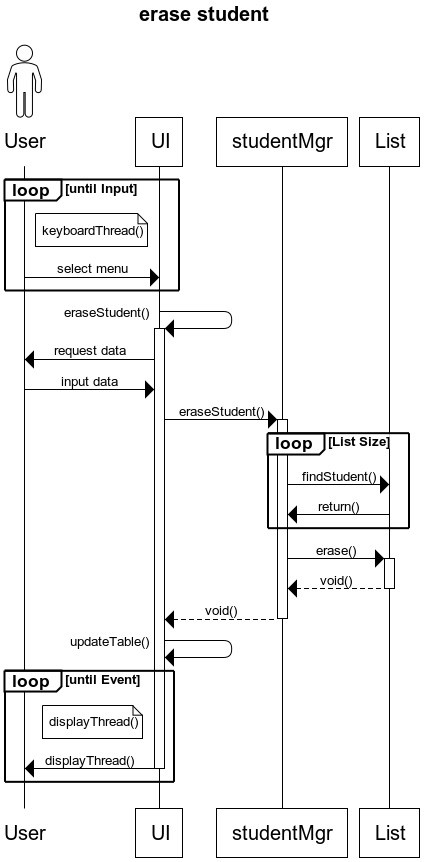 erase student
User
UI
studentMgr
List
loop [until Input]
keyboardThread()
select menu
eraseStudent()
request data
input data
eraseStudent()
loop [List Size]
findStudent()
return()
erase()
void()
void()
updateTable()
loop [until Event]
displayThread()
displayThread()
User
UI
studentMgr
List